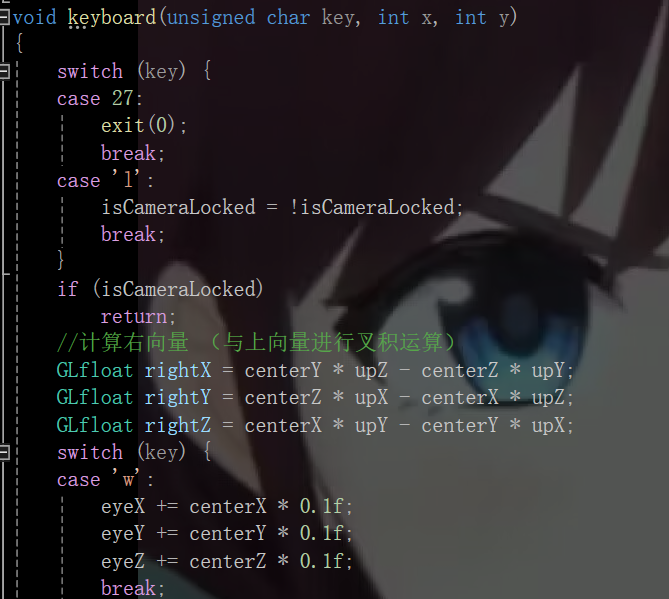 void keyboard(unsigned char key, int x, int y)
{
switch (key) {
case 27:
exit(0);
break;
case 'l':
isCameraLocked = !isCameraLocked;
break;
}
if (isCameraLocked)
return;
//计算右向量 （与上向量进行叉积运算）
GLfloat rightX = centerY * upZ - centerZ * upY;
GLfloat rightY = centerZ * upX - centerX * upZ;
GLfloat rightZ = centerX * upY - centerY * upX;
switch (key) {
case 'w':
eyeX += centerX * 0.1f;
eyeY += centerY * 0.1f;
eyeZ += centerZ * 0.1f;
break;